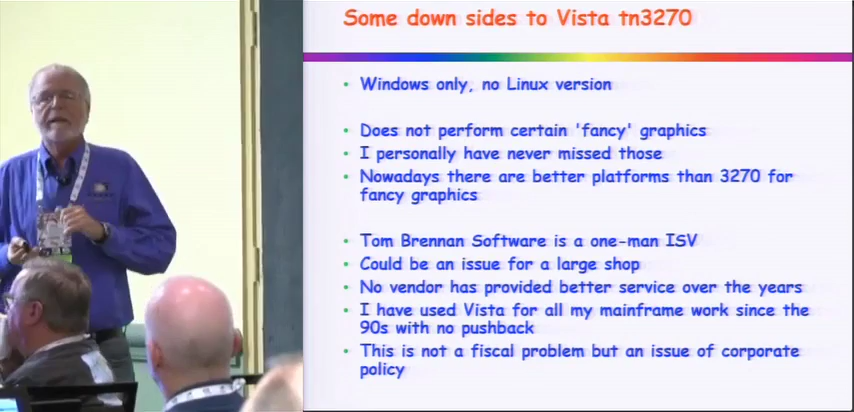 Some down sides to Vista tn3270
Windows only, no Linux version
Does not perform certain 'fancy' graphics
I personally have never missed those
Nowadays there are better platforms than 3270 for
fancy graphics
Tom Brennan Software is a one-man ISV
Could be an issue for a large shop
No vendor has provided better service over the years
I have used Vista for all my mainframe work since the
90s with no pushback
This is not a fiscal problem but an issue of corporate
policy